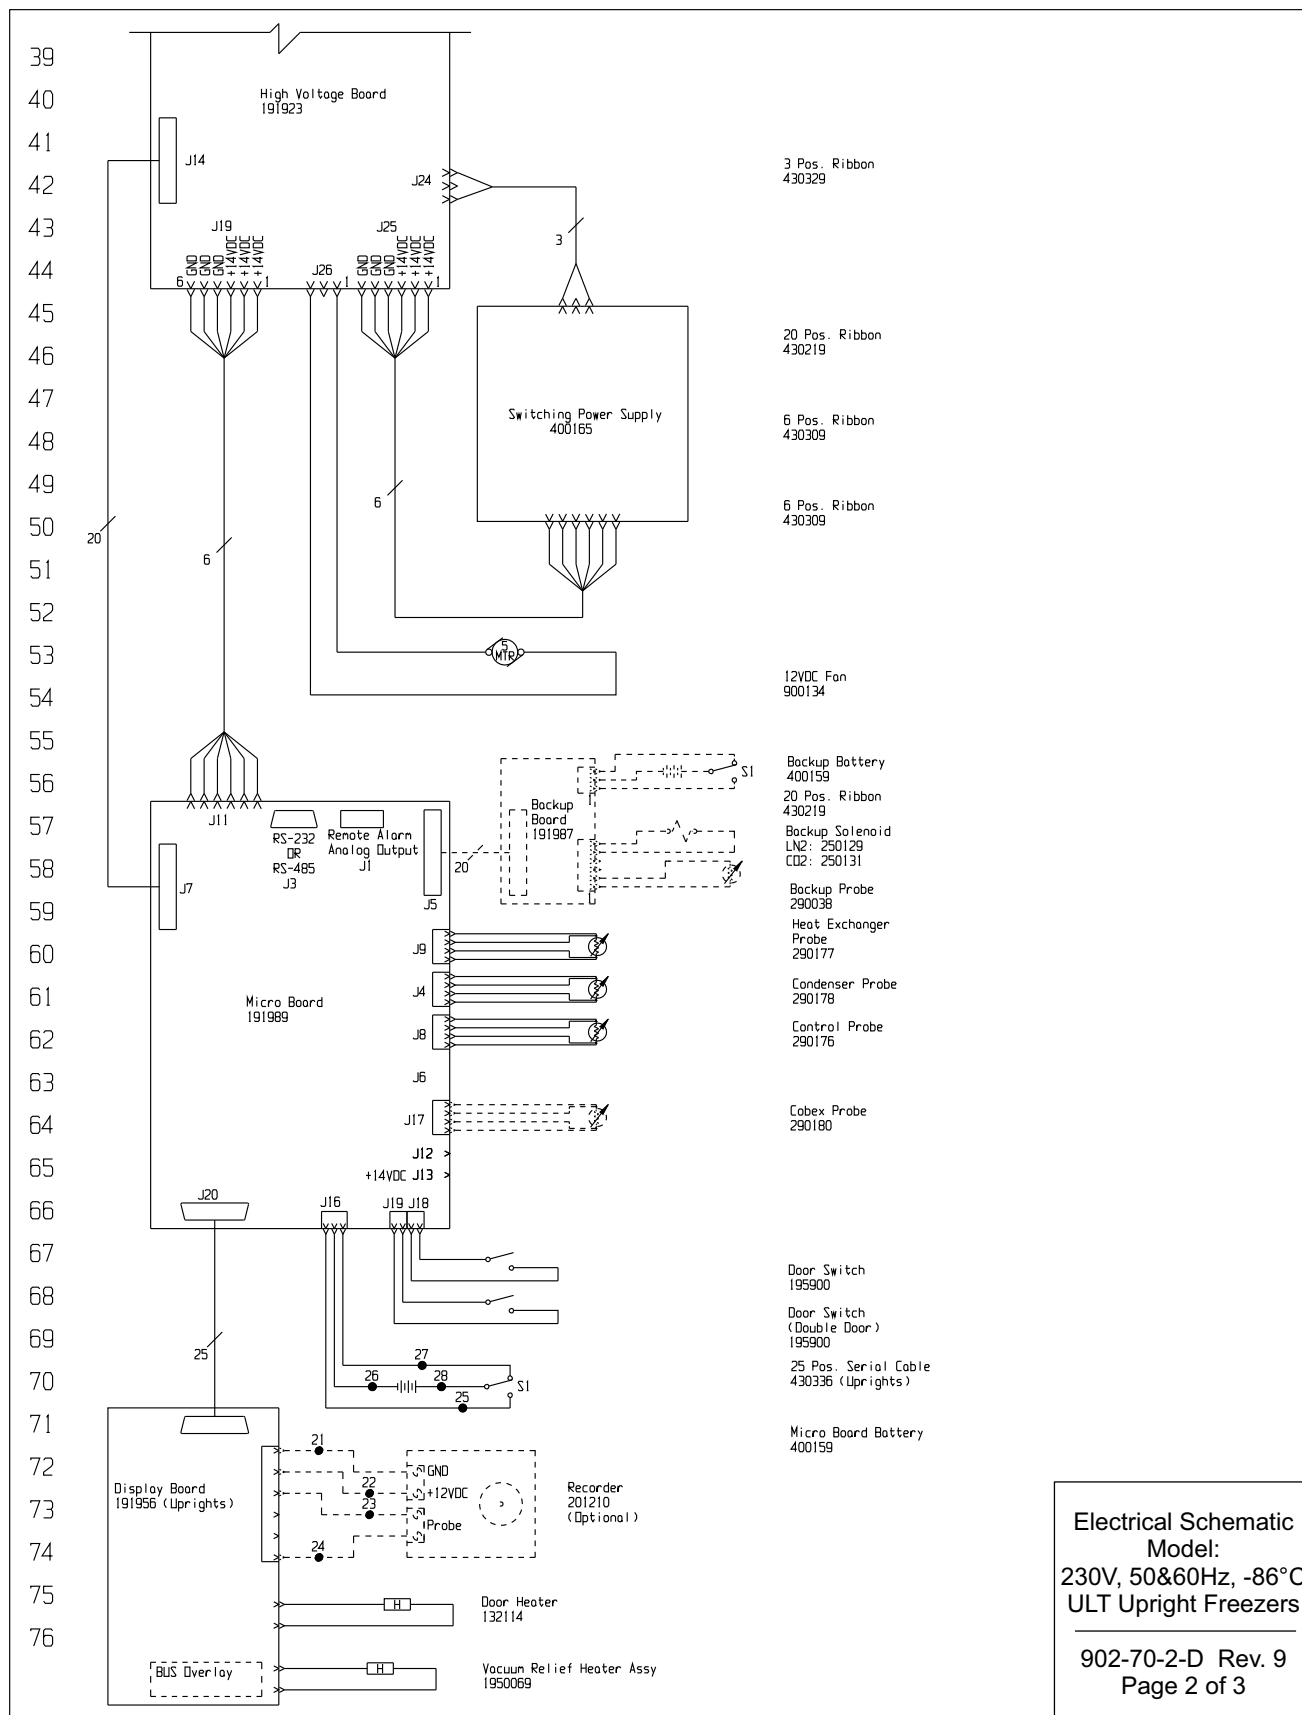 39
40
High Voltage Board
191923
41
J14
3 Pos. Ribbon
430329
42
J24
43
J19
J25
3
GND
GND
GND
+14VDC
+14VDC
+14VDC
GND
GND
GND
+14VDC
+14VDC
+14VDC
44
6
1
J26
1
1
45
20 Pos. Ribbon
430219
46
47
Switching Power Supply
400165
6 Pos. Ribbon
430309
48
49
6
6 Pos. Ribbon
430309
50
20
6
51
52
53
5
MTR
12VDC Fan
900134
54
55
Backup Battery
400159
56
S1
20 Pos. Ribbon
430219
57
J11
RS-232
OR
RS-485
J3
Remote Alarm
Analog Output
J1
Backup
Board
191987
1
Backup Solenoid
LN2: 250129
CO2: 250131
58
J7
20
1
Backup Probe
290038
59
J5
Heat Exchanger
Probe
290177
60
J9
61
J4
Condenser Probe
290178
Micro Board
191989
62
J8
Control Probe
290176
63
J6
64
J17
Cobex Probe
290180
J12
65
+14VDC J13
66
J20
J16
J19
J18
67
Door Switch
195900
68
Door Switch
(Double Door)
195900
69
25
27
25 Pos. Serial Cable
430336 (Uprights)
70
26
28
S1
25
71
Micro Board Battery
400159
21
72
GND
Display Board
191956 (Uprights)
22
+12VDC
Recorder
201210
(Optional)
73
23
Probe
74
24
75
H
Door Heater
132114
76
BUS Overlay
H
Vacuum Relief Heater Assy
1950069
Electrical Schematic
Model:
230V, 50&60Hz, -86°C
ULT Upright Freezers
902-70-2-D Rev. 9
Page 2 of 3